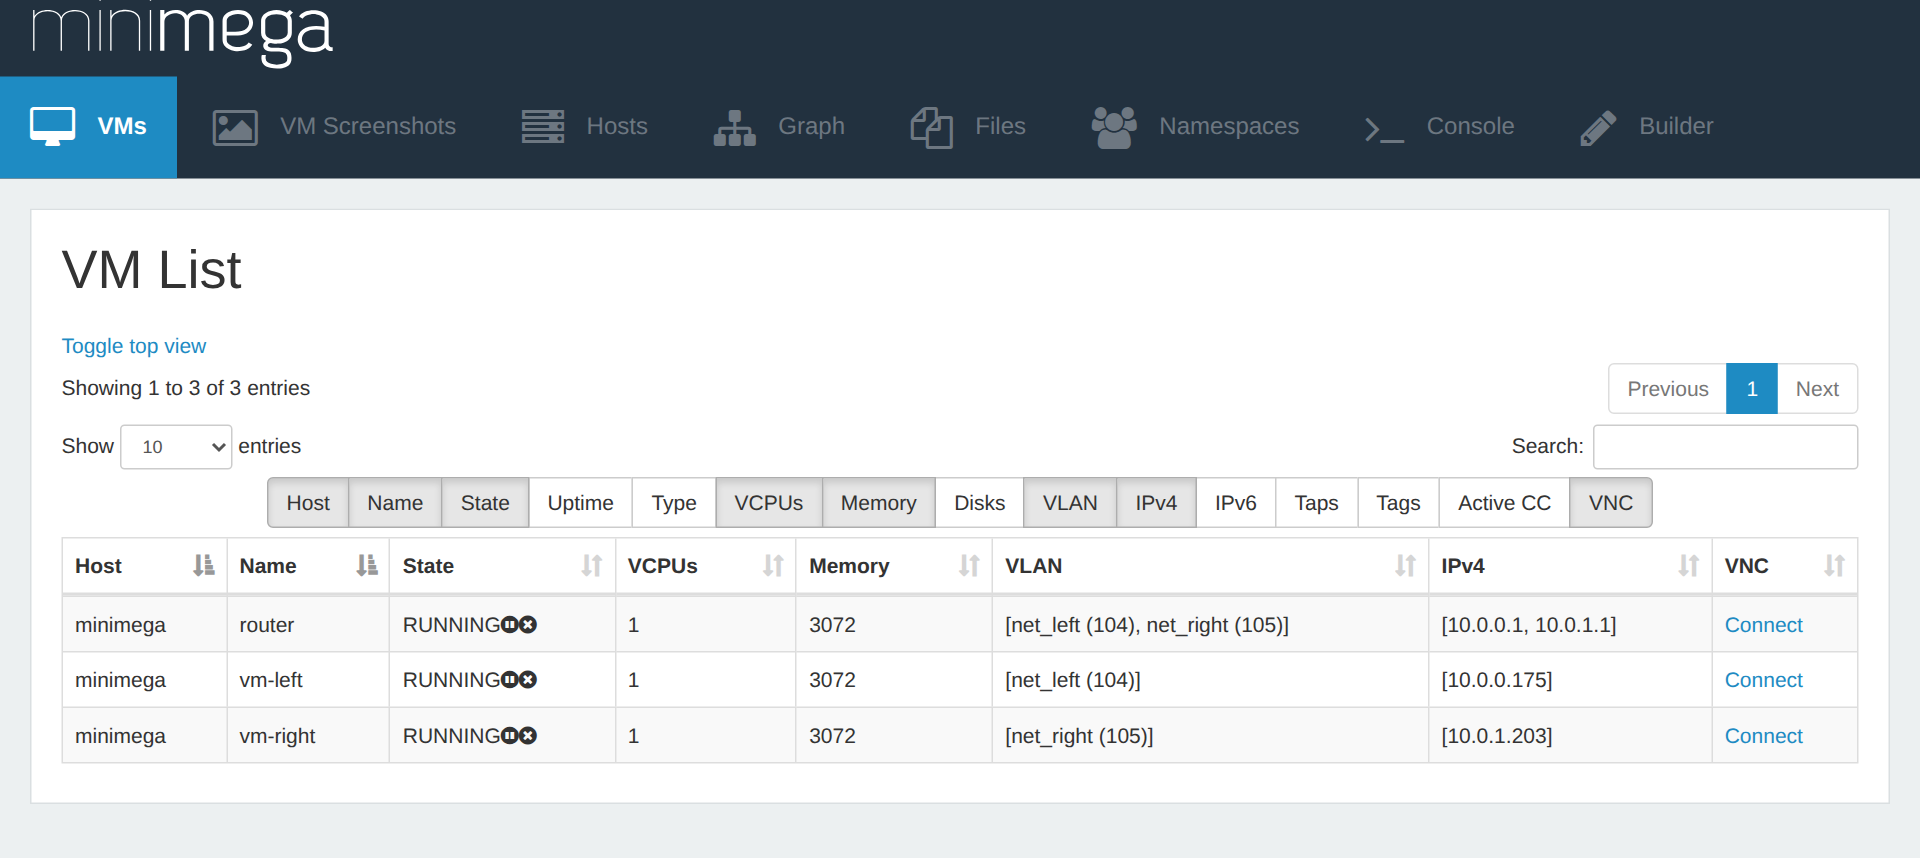 minimega
VMs VM Screenshots Hosts Graph Files Namespaces Console Builder
VM List
Toggle top view
Showing 1 to 3 of 3 entries
Previous 1 Next
Show 10 entries
Search:
Host Name State Uptime Type VCPUs Memory Disks VLAN IPv4 IPv6 Taps Tags Active CC VNC
Host Name State VCPUs Memory VLAN IPv4 VNC
minimega router RUNNING 1 3072 [net_left (104), net_right (105)] [10.0.0.1, 10.0.1.1] Connect
minimega vm-left RUNNING 1 3072 [net_left (104)] [10.0.0.175] Connect
minimega vm-right RUNNING 1 3072 [net_right (105)] [10.0.1.203] Connect